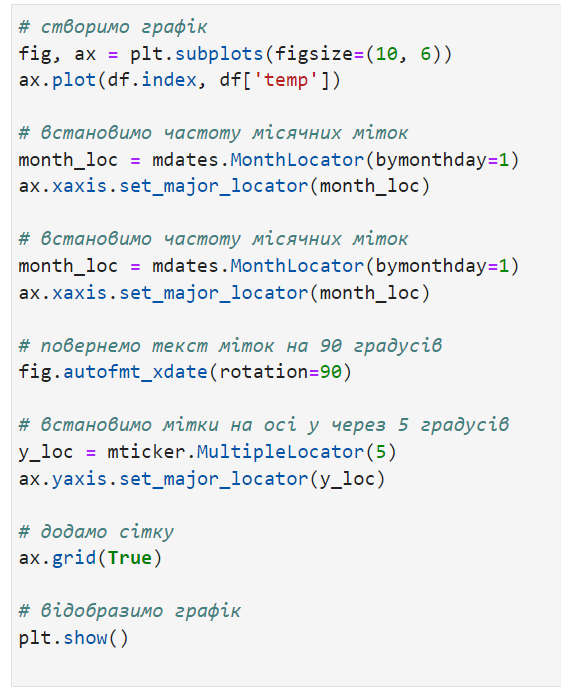 # створимо графік
fig, ax = plt.subplots(figsize=(10, 6))
ax.plot(df.index, df['temp'])
# встановимо частоту місячних міток
month_loc = mdates.MonthLocator(bymonthday=1)
ax.xaxis.set_major_locator(month_loc)
# встановимо частоту місячних міток
month_loc = mdates.MonthLocator(bymonthday=1)
ax.xaxis.set_major_locator(month_loc)
# повернемо текст міток на 90 градусів
fig.autofmt_xdate(rotation=90)
# встановимо мітки на осі y через 5 градусів
y_loc = mticker.MultipleLocator(5)
ax.yaxis.set_major_locator(y_loc)
# додамо сітку
ax.grid(True)
# відобразимо графік
plt.show()